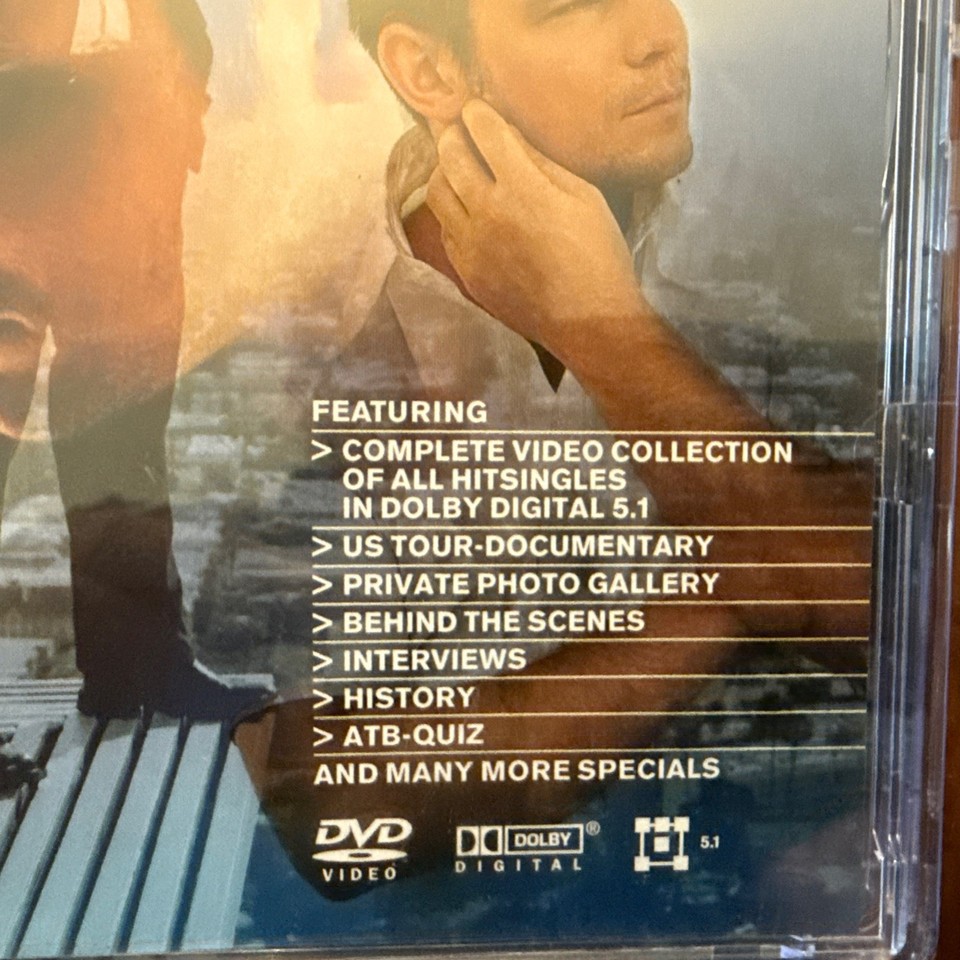 FEATURING
> COMPLETE VIDEO COLLECTION
OF ALL HITSINGLES
IN DOLBY DIGITAL 5.1
> US TOUR-DOCUMENTARY
> PRIVATE PHOTO GALLERY
> BEHIND THE SCENES
> INTERVIEWS
> HISTORY
> ATB-QUIZ
AND MANY MORE SPECIALS
DVD
VIDEO
DOLBY®
DIGITAL
5.1